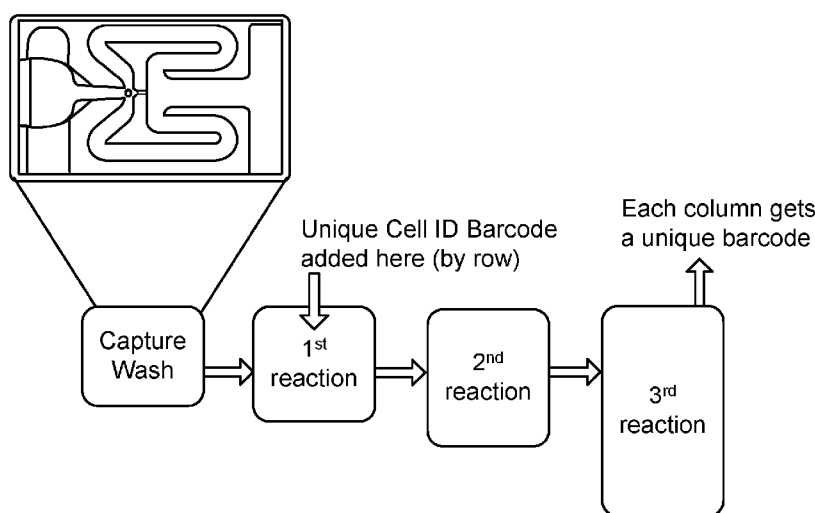 Unique Cell ID Barcode
added here (by row)
Each column gets
a unique barcode
Capture
Wash
1st
reaction
2nd
reaction
3rd
reaction